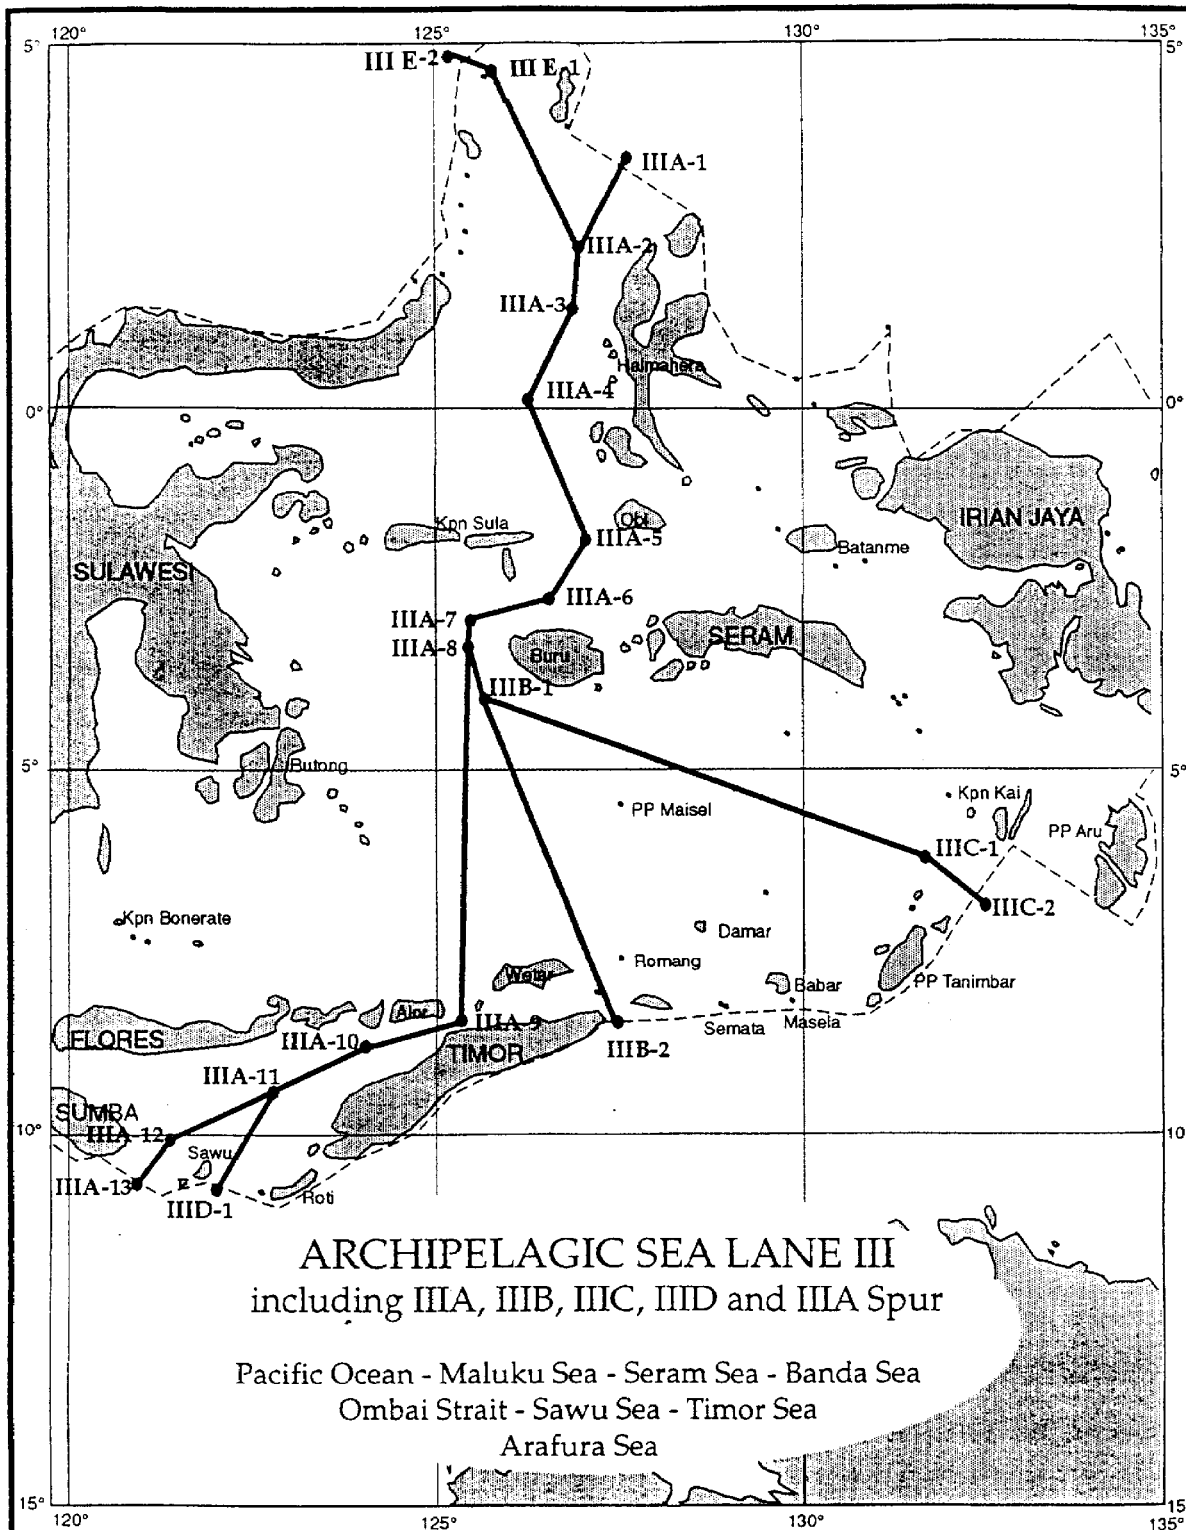 120° 125° 130° 135°
5° 5°
III E-2 III E-1
IIIA-1
IIIA-2
IIIA-3
Halmahera
IIIA-4
0° 0°
Kpn Sula Obi
IRIAN JAYA
IIIA-5 Batanme
SULAWESI
IIIA-6
IIIA-7
SERAM
IIIA-8
Buru
IIIB-1
5°
Butong
Kpn Kai
PP Maisel
PP Aru
IIIC-1
IIIC-2
Kpn Bonerate
Damar
Romang
Wetar
PP Tanimbar
Babar
Alor
IIIA-9
Masela
Semata
FLORES
IIIA-10
IIIB-2
TIMOR
IIIA-11
SUMBA
10° 10
IIIA-12
Sawu
IIIA-13
Roti
IIID-1
ARCHIPELAGIC SEA LANE III
including IIIA, IIIB, IIIC, IIID and IIIA Spur
Pacific Ocean - Maluku Sea - Seram Sea - Banda Sea
Ombai Strait - Sawu Sea - Timor Sea
Arafura Sea
15° 15
120° 125° 130° 135°